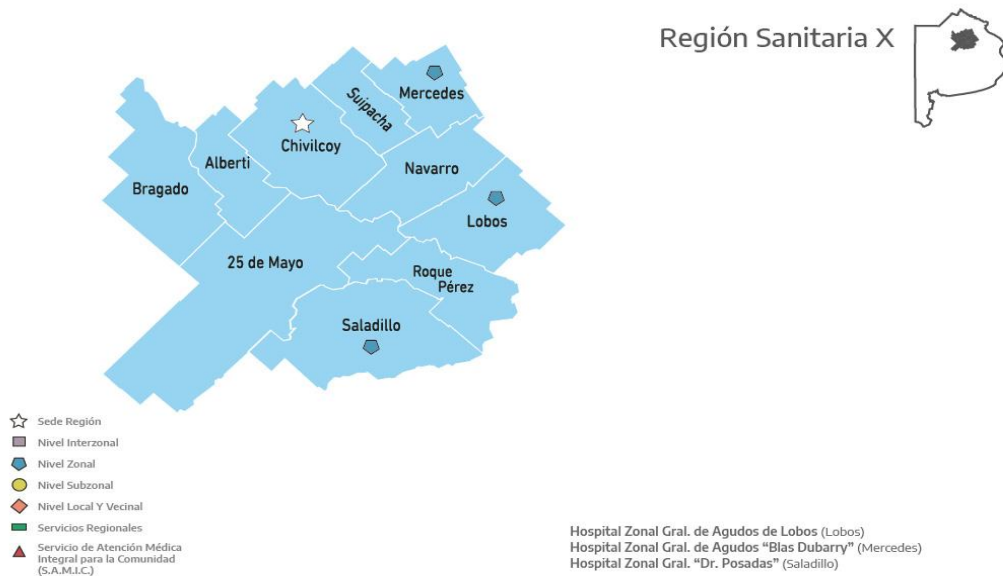 Región Sanitaria X
Mercedes
Suipacha
Chivilcoy
Alberti
Navarro
Bragado
Lobos
25 de Mayo
Roque
Pérez
Saladillo
Sede Región
Nivel Interzonal
Nivel Zonal
Nivel Subzonal
Nivel Local Y Vecinal
Servicios Regionales
Servicio de Atención Médica
Integral para la Comunidad
(S.A.M.I.C.)
Hospital Zonal Gral. de Agudos de Lobos (Lobos)
Hospital Zonal Gral. de Agudos “Blas Dubarry” (Mercedes)
Hospital Zonal Gral. “Dr. Posadas” (Saladillo)